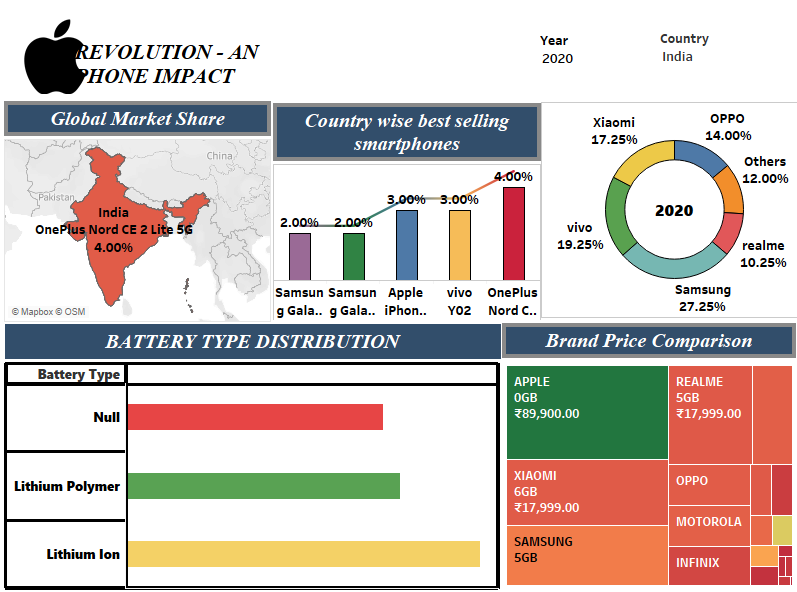 REVOLUTION - AN
PHONE IMPACT
Year
2020
Country
India
Global Market Share
China
Pakistan
India
OnePlus Nord CE 2 Lite 5G
4.00%
© Mapbox © OSM
Country wise best selling
smartphones
2.00%
2.00%
3.00%
3.00%
4.00%
Samsun
g Gala..
Samsun
g Gala..
Apple
iPhon..
vivo
Y02
OnePlus
Nord C..
Xiaomi
17.25%
OPPO
14.00%
Others
12.00%
2020
vivo
19.25%
realme
10.25%
Samsung
27.25%
BATTERY TYPE DISTRIBUTION
Battery Type
Null
Lithium Polymer
Lithium Ion
Brand Price Comparison
APPLE
0GB
₹89,900.00
REALME
5GB
₹17,999.00
XIAOMI
6GB
₹17,999.00
OPPO
MOTOROLA
SAMSUNG
5GB
INFINIX